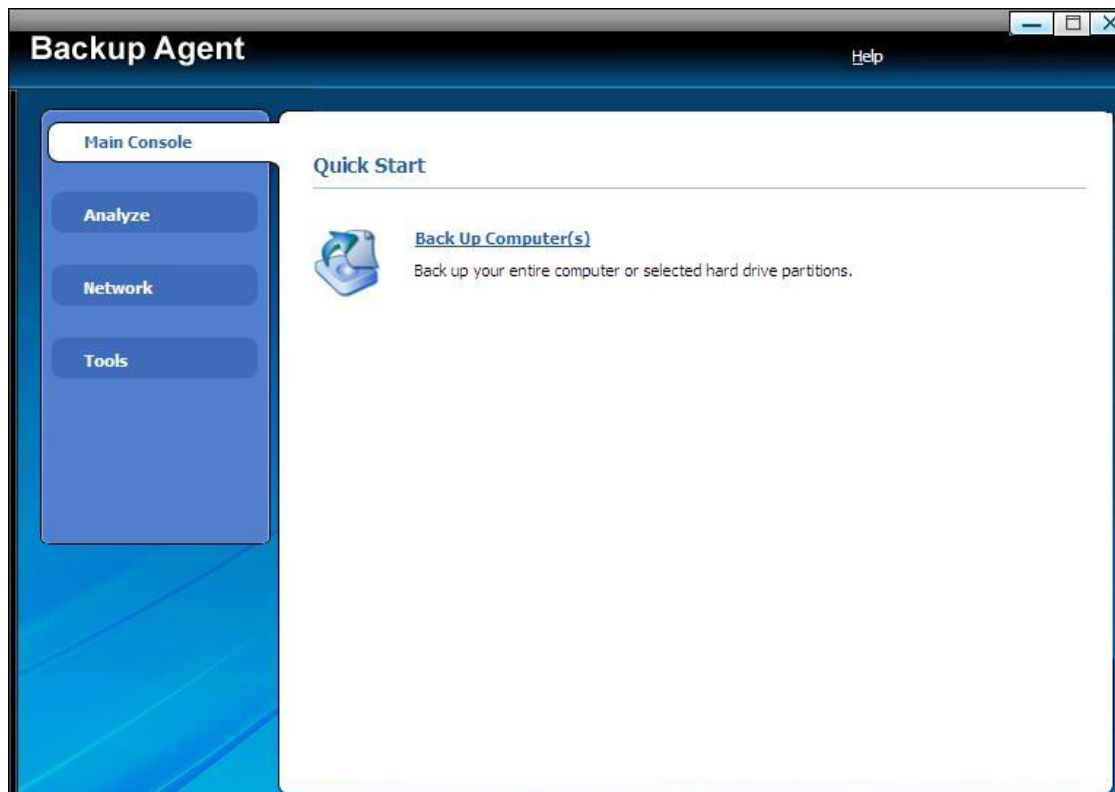 Backup Agent
Help
Main Console
Analyze
Network
Tools
Quick Start
Back Up Computer(s)
Back up your entire computer or selected hard drive partitions.